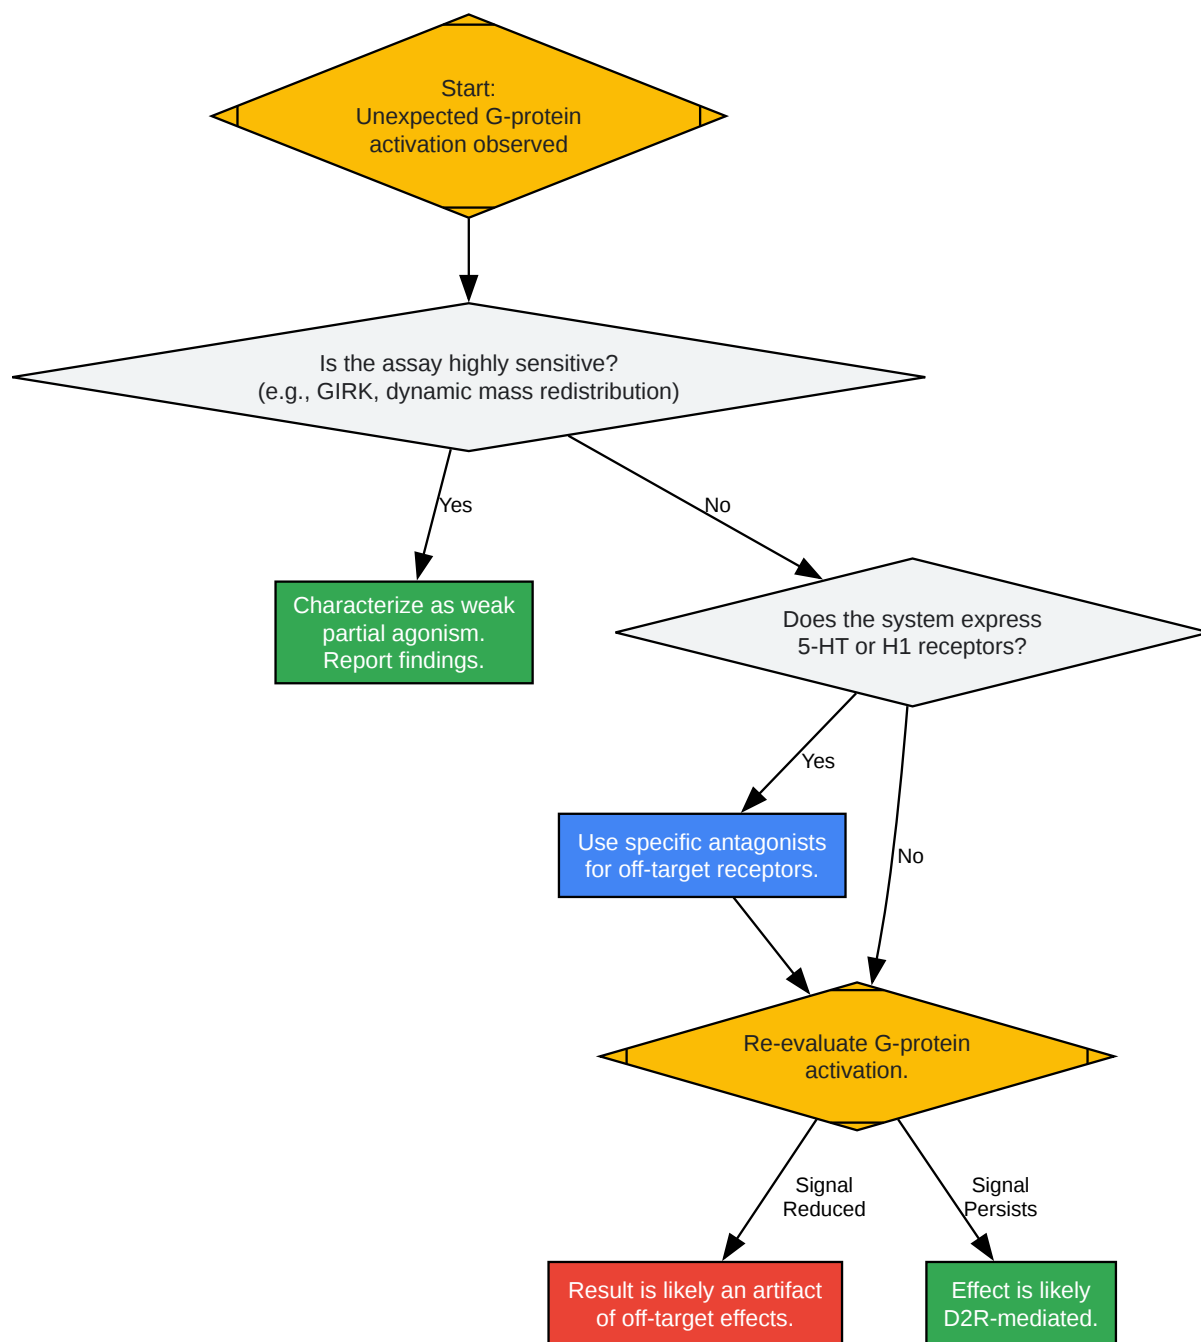 Start:
Unexpected G-protein
activation observed
Is the assay highly sensitive?
(e.g., GIRK, dynamic mass redistribution)
Yes
No
Characterize as weak
partial agonism.
Report findings.
Does the system express
5-HT or H1 receptors?
Yes
Use specific antagonists
for off-target receptors.
No
Re-evaluate G-protein
activation.
Signal
Reduced
Signal
Persists
Result is likely an artifact
of off-target effects.
Effect is likely
D2R-mediated.